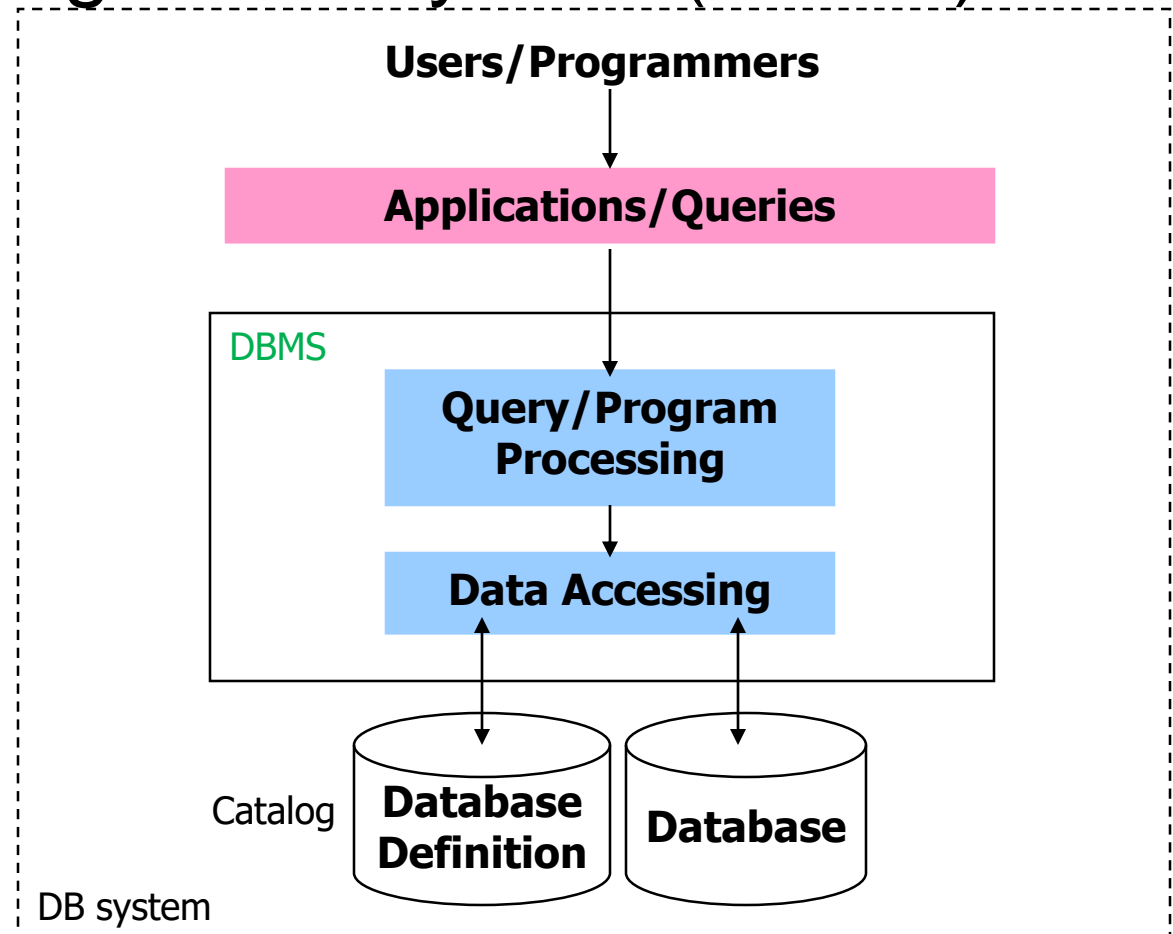 Users/Programmers
Applications/Queries
DBMS
Query/Program
Processing
Data Accessing
Catalog
Database
Definition
Database
DB system